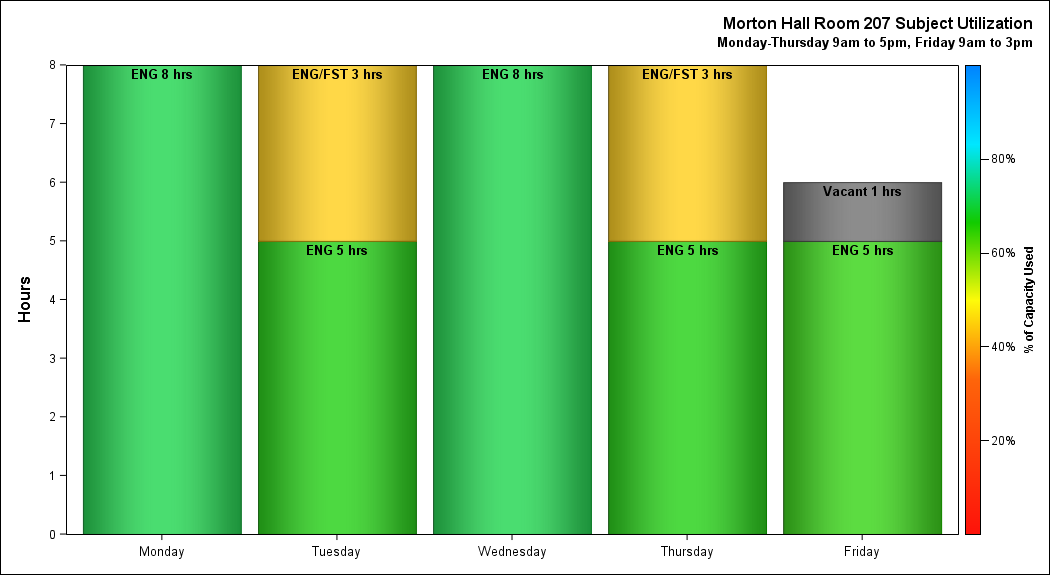 Morton Hall Room 207 Subject Utilization
Monday-Thursday 9am to 5pm, Friday 9am to 3pm
8
7
6
5
4
3
2
1
0
Hours
ENG 8 hrs
ENG/FST 3 hrs
ENG 8 hrs
ENG/FST 3 hrs
Vacant 1 hrs
ENG 5 hrs
ENG 5 hrs
ENG 5 hrs
Monday
Tuesday
Wednesday
Thursday
Friday
80%
60%
40%
20%
% of Capacity Used